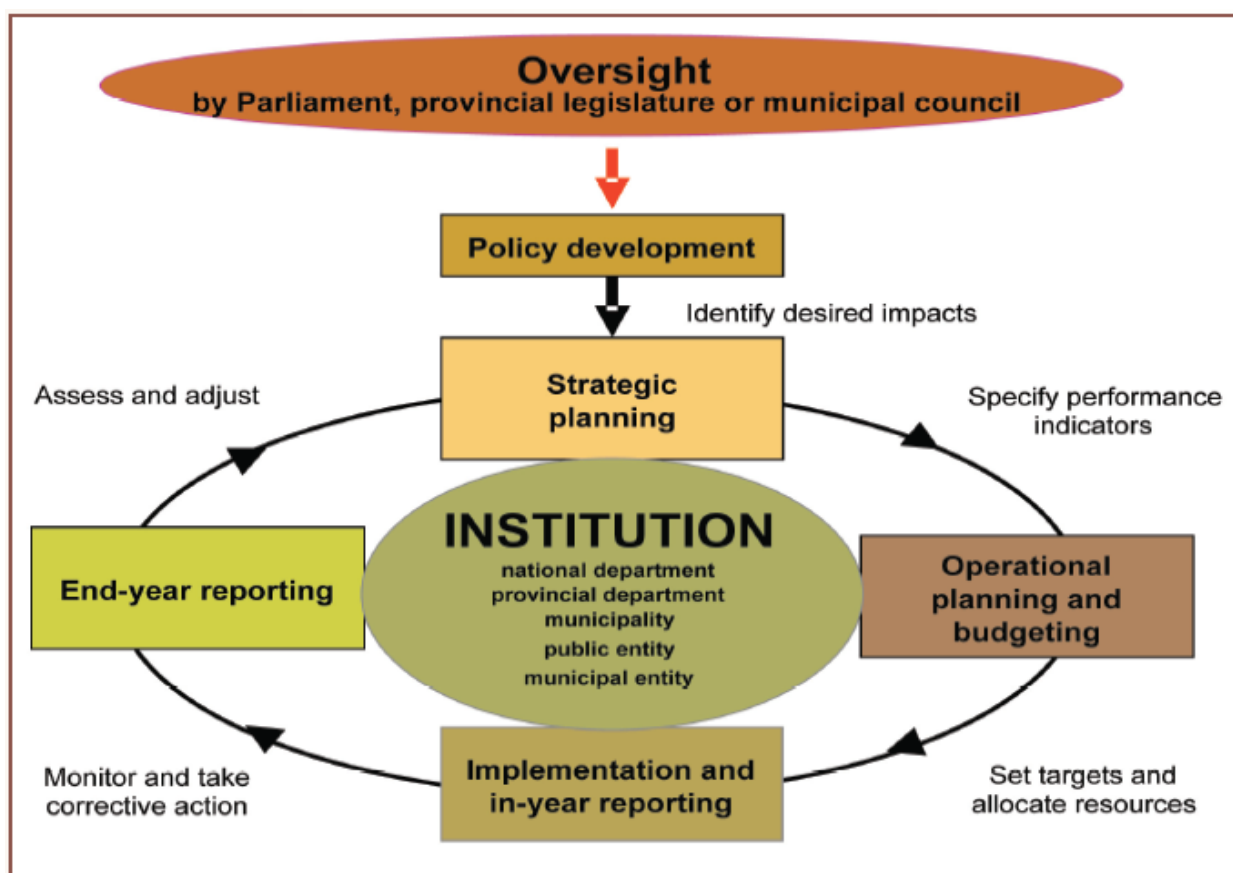 Oversight
by Parliament, provincial legislature or municipal council
Policy development
Identify desired impacts
Strategic
planning
Assess and adjust
Specify performance
indicators
INSTITUTION
national department
provincial department
municipality
public entity
municipal entity
End-year reporting
Operational
planning and
budgeting
Implementation and
in-year reporting
Monitor and take
corrective action
Set targets and
allocate resources